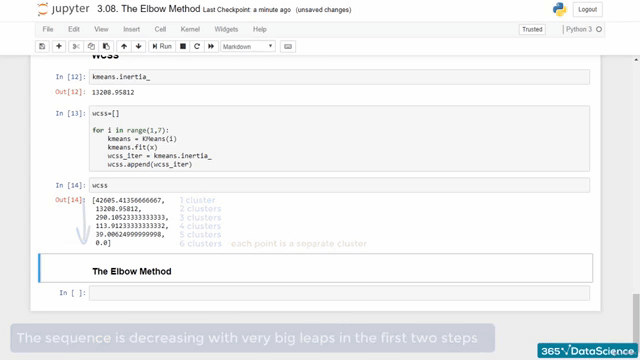 jupyter 3.08. The Elbow Method Last Checkpoint: a minute ago (unsaved changes) Logout
File Edit View Insert Cell Kernel Widgets Help Trusted Python 3
Run Markdown
WCSS
In [12] kmeans.inertia_
Out[12] 13208.95812
In [13] wcss=[]
for i in range(1,7):
kmeans = KMeans(i)
kmeans.fit(x)
wcss_iter = kmeans.inertia_
wcss.append(wcss_iter)
In [14] wcss
Out[14] [42605.41356666667, 1 cluster
13208.95812, 2 clusters
290.10523333333333, 3 clusters
113.91233333333332, 4 clusters
39.00624999999998, 5 clusters
0.0] 6 clusters each point is a separate cluster
The Elbow Method
In [ ]
The sequence is decreasing with very big leaps in the first two steps
365 DataScience